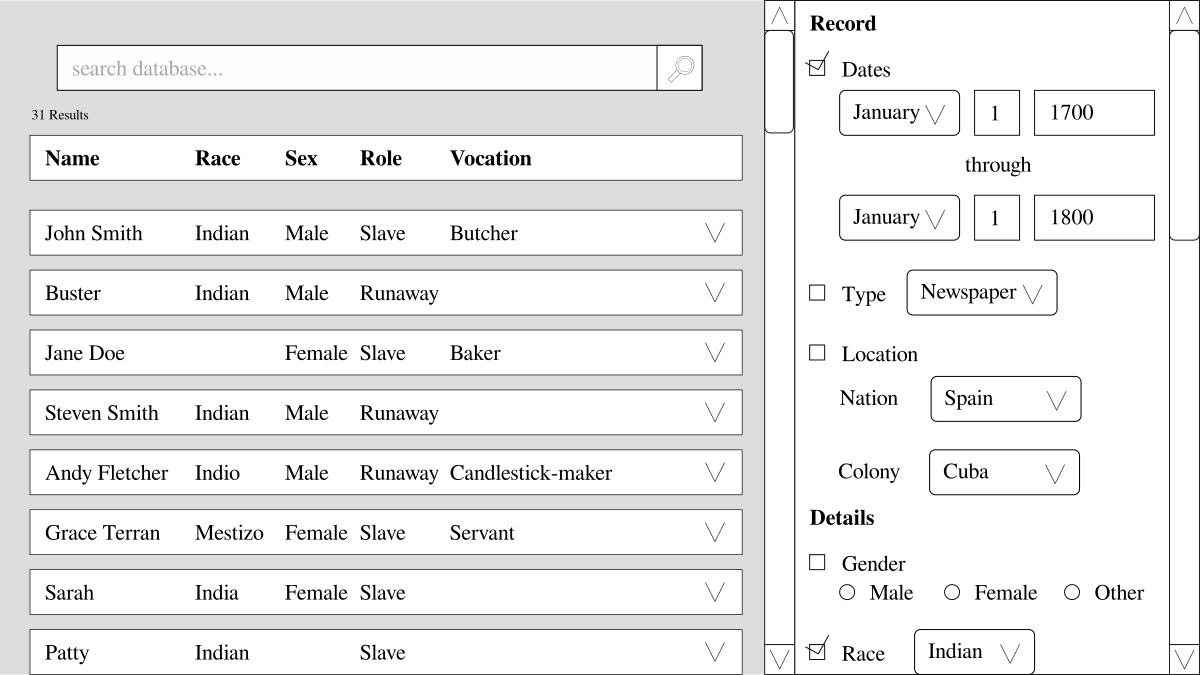 search database...
31 Results
Name Race Sex Role Vocation
John Smith Indian Male Slave Butcher
Buster Indian Male Runaway
Jane Doe Female Slave Baker
Steven Smith Indian Male Runaway
Andy Fletcher Indio Male Runaway Candlestick-maker
Grace Terran Mestizo Female Slave Servant
Sarah India Female Slave
Patty Indian Slave
Record
Dates
January 1 1700
through
January 1 1800
Type Newspaper
Location
Nation Spain
Colony Cuba
Details
Gender
Male Female Other
Race Indian